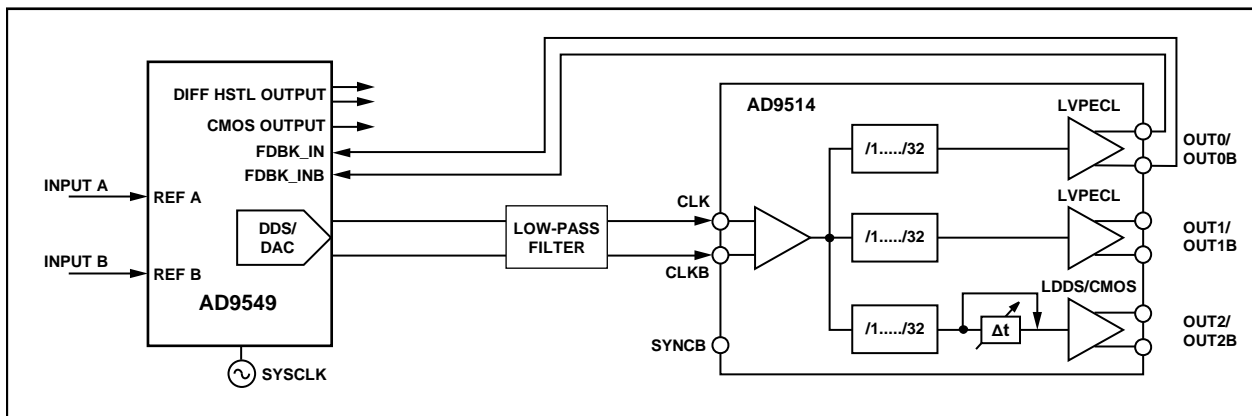 DIFF HSTL OUTPUT
CMOS OUTPUT
FDBK_IN
FDBK_INB
INPUT A
REF A
DDS/
DAC
INPUT B
REF B
AD9549
SYSCLK
LOW-PASS
FILTER
AD9514
CLK
CLKB
SYNCB
/1...../32
/1...../32
/1...../32
Δt
LVPECL
OUT0/
OUT0B
LVPECL
OUT1/
OUT1B
LDDS/CMOS
OUT2/
OUT2B